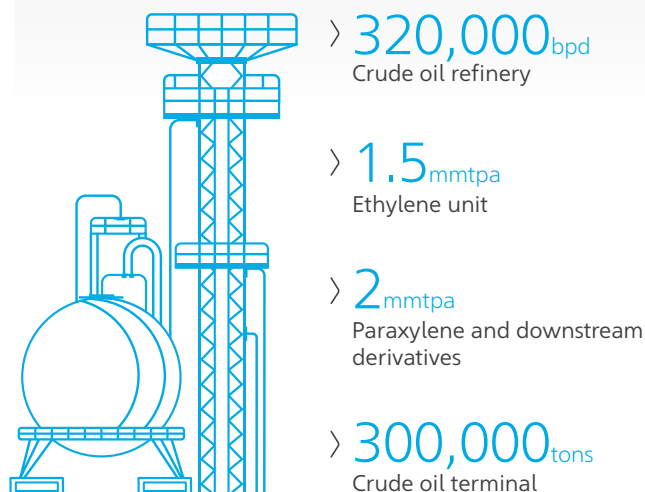 320,000bpd
Crude oil refinery
1.5mmtpa
Ethylene unit
2mmtpa
Paraxylene and downstream
derivatives
300,000tons
Crude oil terminal